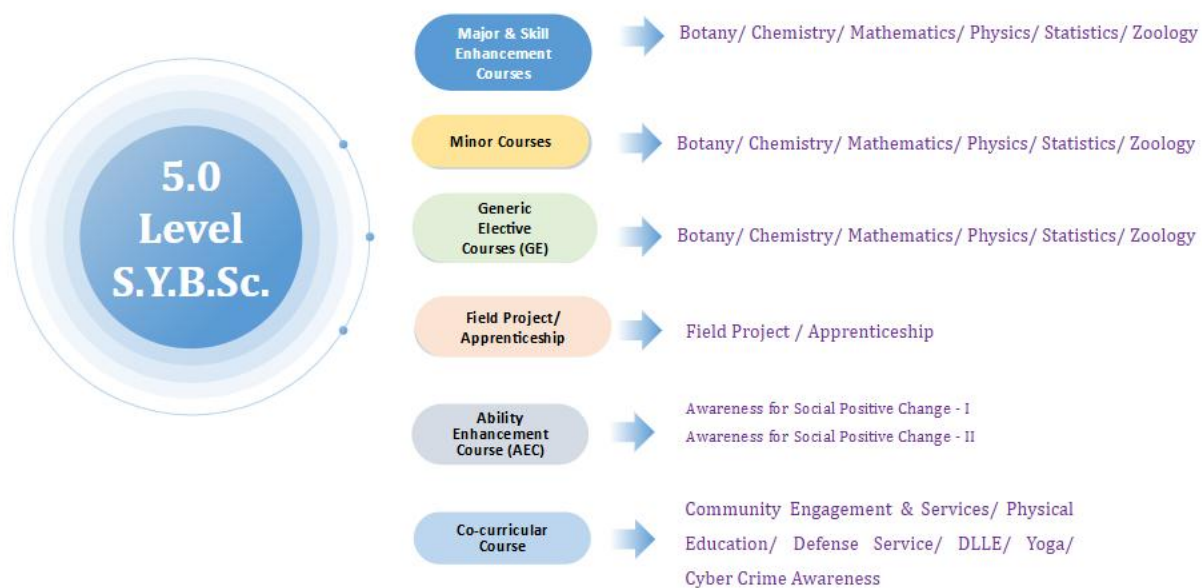 5.0
Level
S.Y.B.Sc.
Major & Skill
Enhancement
Courses
Botany/ Chemistry/ Mathematics/ Physics/ Statistics/ Zoology
Minor Courses
Botany/ Chemistry/ Mathematics/ Physics/ Statistics/ Zoology
Generic
Elective
Courses (GE)
Botany/ Chemistry/ Mathematics/ Physics/ Statistics/ Zoology
Field Project/
Apprenticeship
Field Project / Apprenticeship
Ability
Enhancement
Course (AEC)
Awareness for Social Positive Change - I
Awareness for Social Positive Change - II
Co-curricular
Course
Community Engagement & Services/ Physical
Education/ Defense Service/ DLLE/ Yoga/
Cyber Crime Awareness